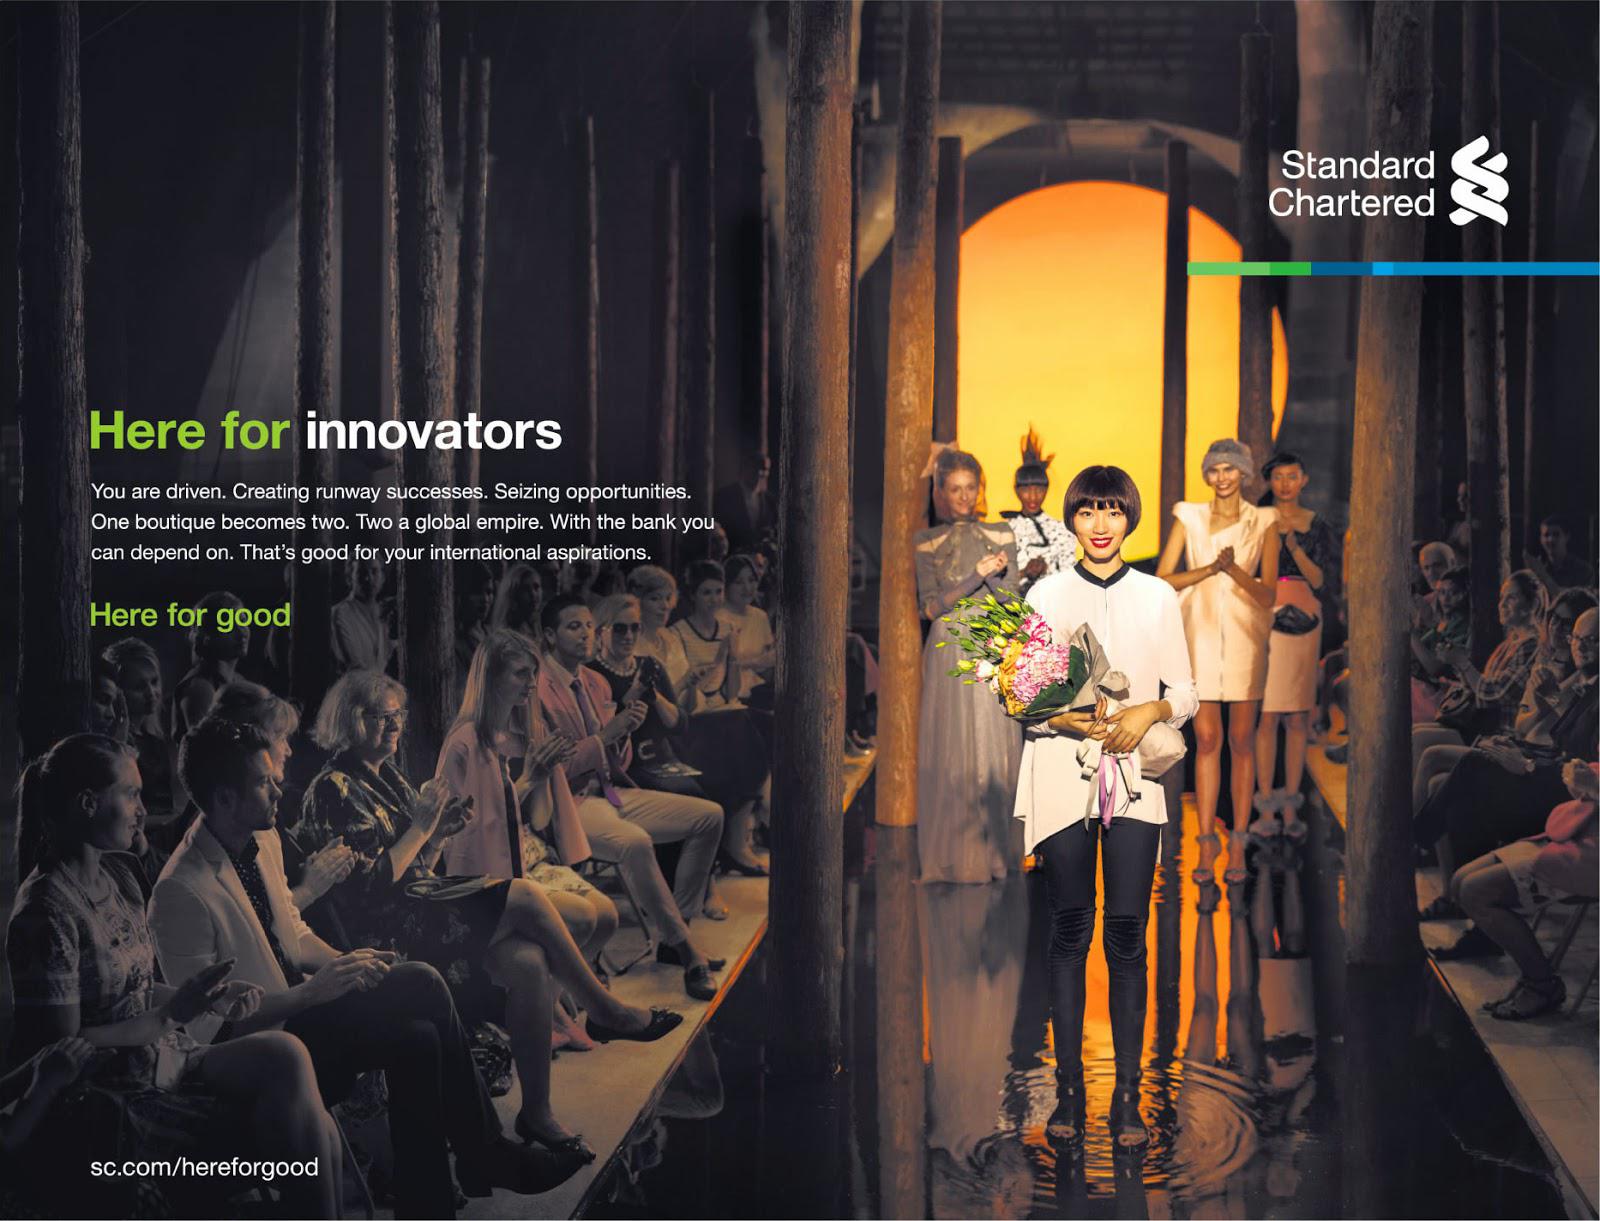 Standard
Chartered
Here for innovators
You are driven. Creating runway successes. Seizing opportunities.
One boutique becomes two. Two a global empire. With the bank you
can depend on. That's good for your international aspirations.
Here for good
sc.com/hereforgood